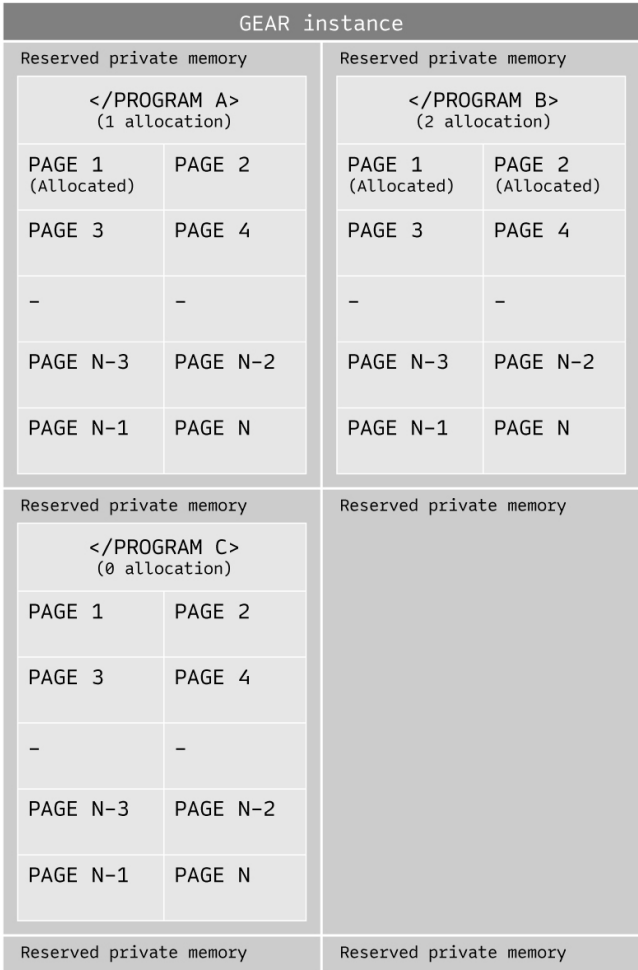 GEAR instance
Reserved private memory
</PROGRAM A>
(1 allocation)
PAGE 1 PAGE 2
(Allocated)
PAGE 3 PAGE 4
– –
PAGE N–3 PAGE N–2
PAGE N–1 PAGE N
Reserved private memory
</PROGRAM B>
(2 allocation)
PAGE 1 PAGE 2
(Allocated) (Allocated)
PAGE 3 PAGE 4
– –
PAGE N–3 PAGE N–2
PAGE N–1 PAGE N
Reserved private memory
</PROGRAM C>
(0 allocation)
PAGE 1 PAGE 2
PAGE 3 PAGE 4
– –
PAGE N–3 PAGE N–2
PAGE N–1 PAGE N
Reserved private memory
Reserved private memory
Reserved private memory